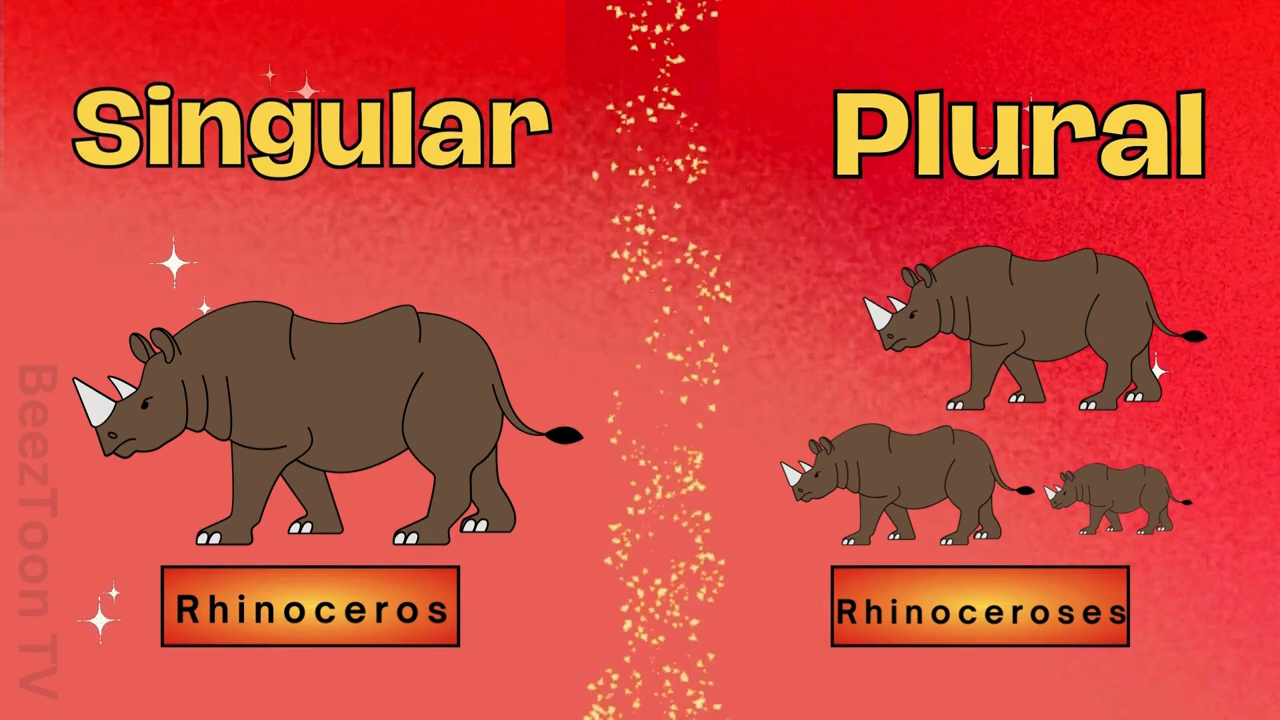 Singular
Plural
Rhinoceros
Rhinoceroses
BeezToon TV